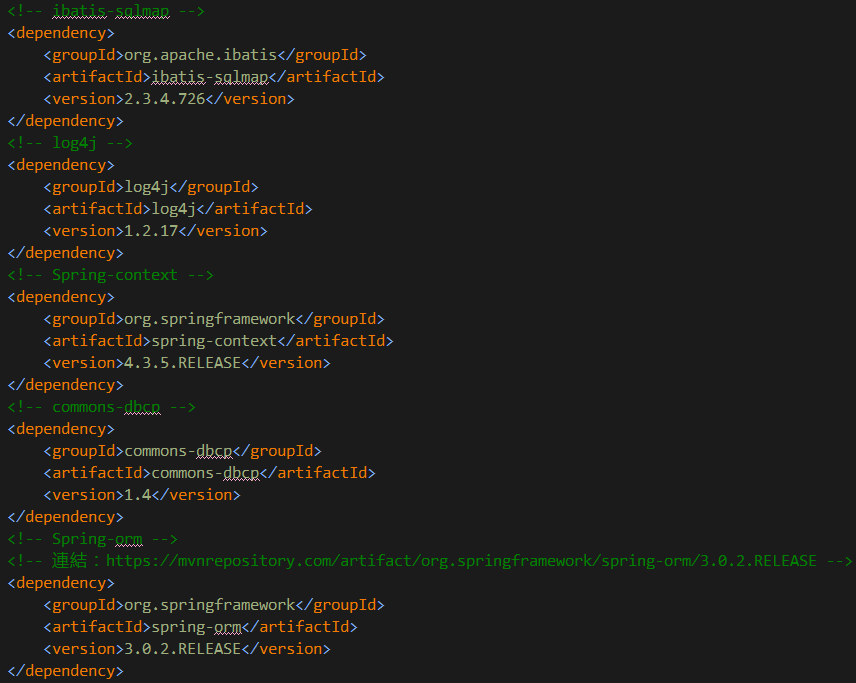 <!-- ibatis-sqlmap -->
<dependency>
    <groupId>org.apache.ibatis</groupId>
    <artifactId>ibatis-sqlmap</artifactId>
    <version>2.3.4.726</version>
</dependency>
<!-- log4j -->
<dependency>
    <groupId>log4j</groupId>
    <artifactId>log4j</artifactId>
    <version>1.2.17</version>
</dependency>
<!-- Spring-context -->
<dependency>
    <groupId>org.springframework</groupId>
    <artifactId>spring-context</artifactId>
    <version>4.3.5.RELEASE</version>
</dependency>
<!-- commons-dbcp -->
<dependency>
    <groupId>commons-dbcp</groupId>
    <artifactId>commons-dbcp</artifactId>
    <version>1.4</version>
</dependency>
<!-- Spring-orm -->
<!-- 連結：https://mvnrepository.com/artifact/org.springframework/spring-orm/3.0.2.RELEASE -->
<dependency>
    <groupId>org.springframework</groupId>
    <artifactId>spring-orm</artifactId>
    <version>3.0.2.RELEASE</version>
</dependency>